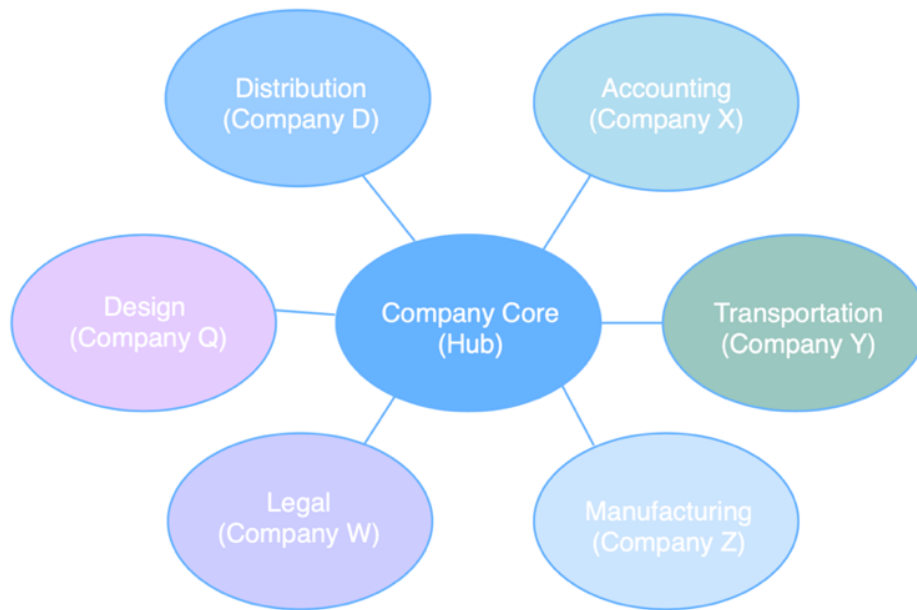 Distribution
(Company D)
Accounting
(Company X)
Design
(Company Q)
Company Core
(Hub)
Transportation
(Company Y)
Legal
(Company W)
Manufacturing
(Company Z)